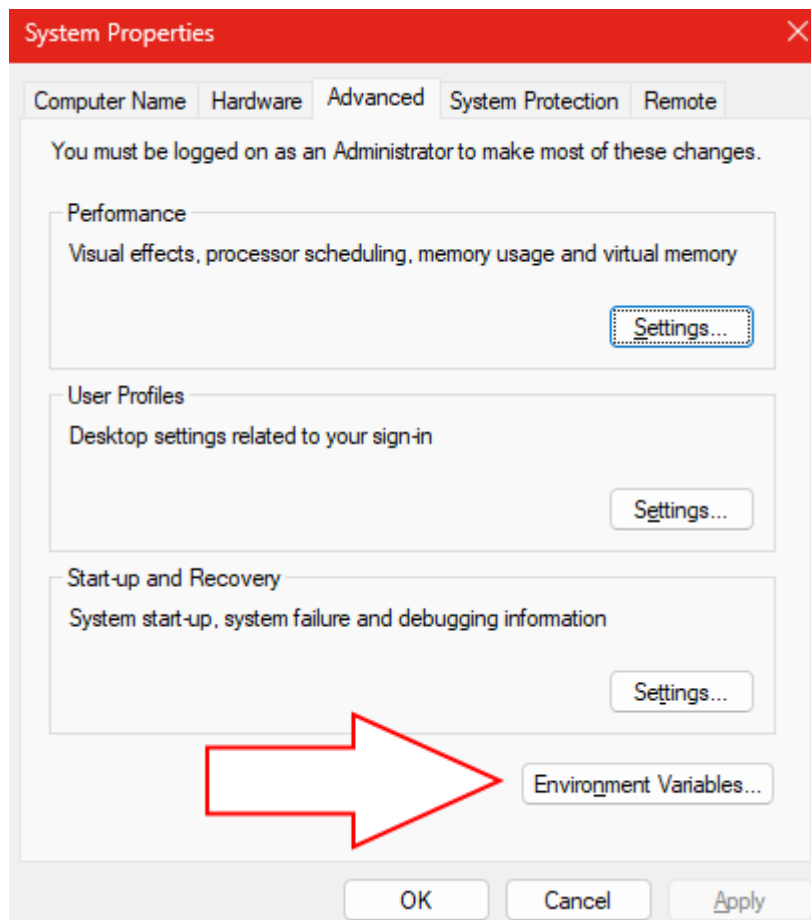 System Properties
Computer Name
Hardware
Advanced
System Protection
Remote
You must be logged on as an Administrator to make most of these changes.
Performance
Visual effects, processor scheduling, memory usage and virtual memory
Settings...
User Profiles
Desktop settings related to your sign-in
Settings...
Start-up and Recovery
System start-up, system failure and debugging information
Settings...
Environment Variables...
OK
Cancel
Apply